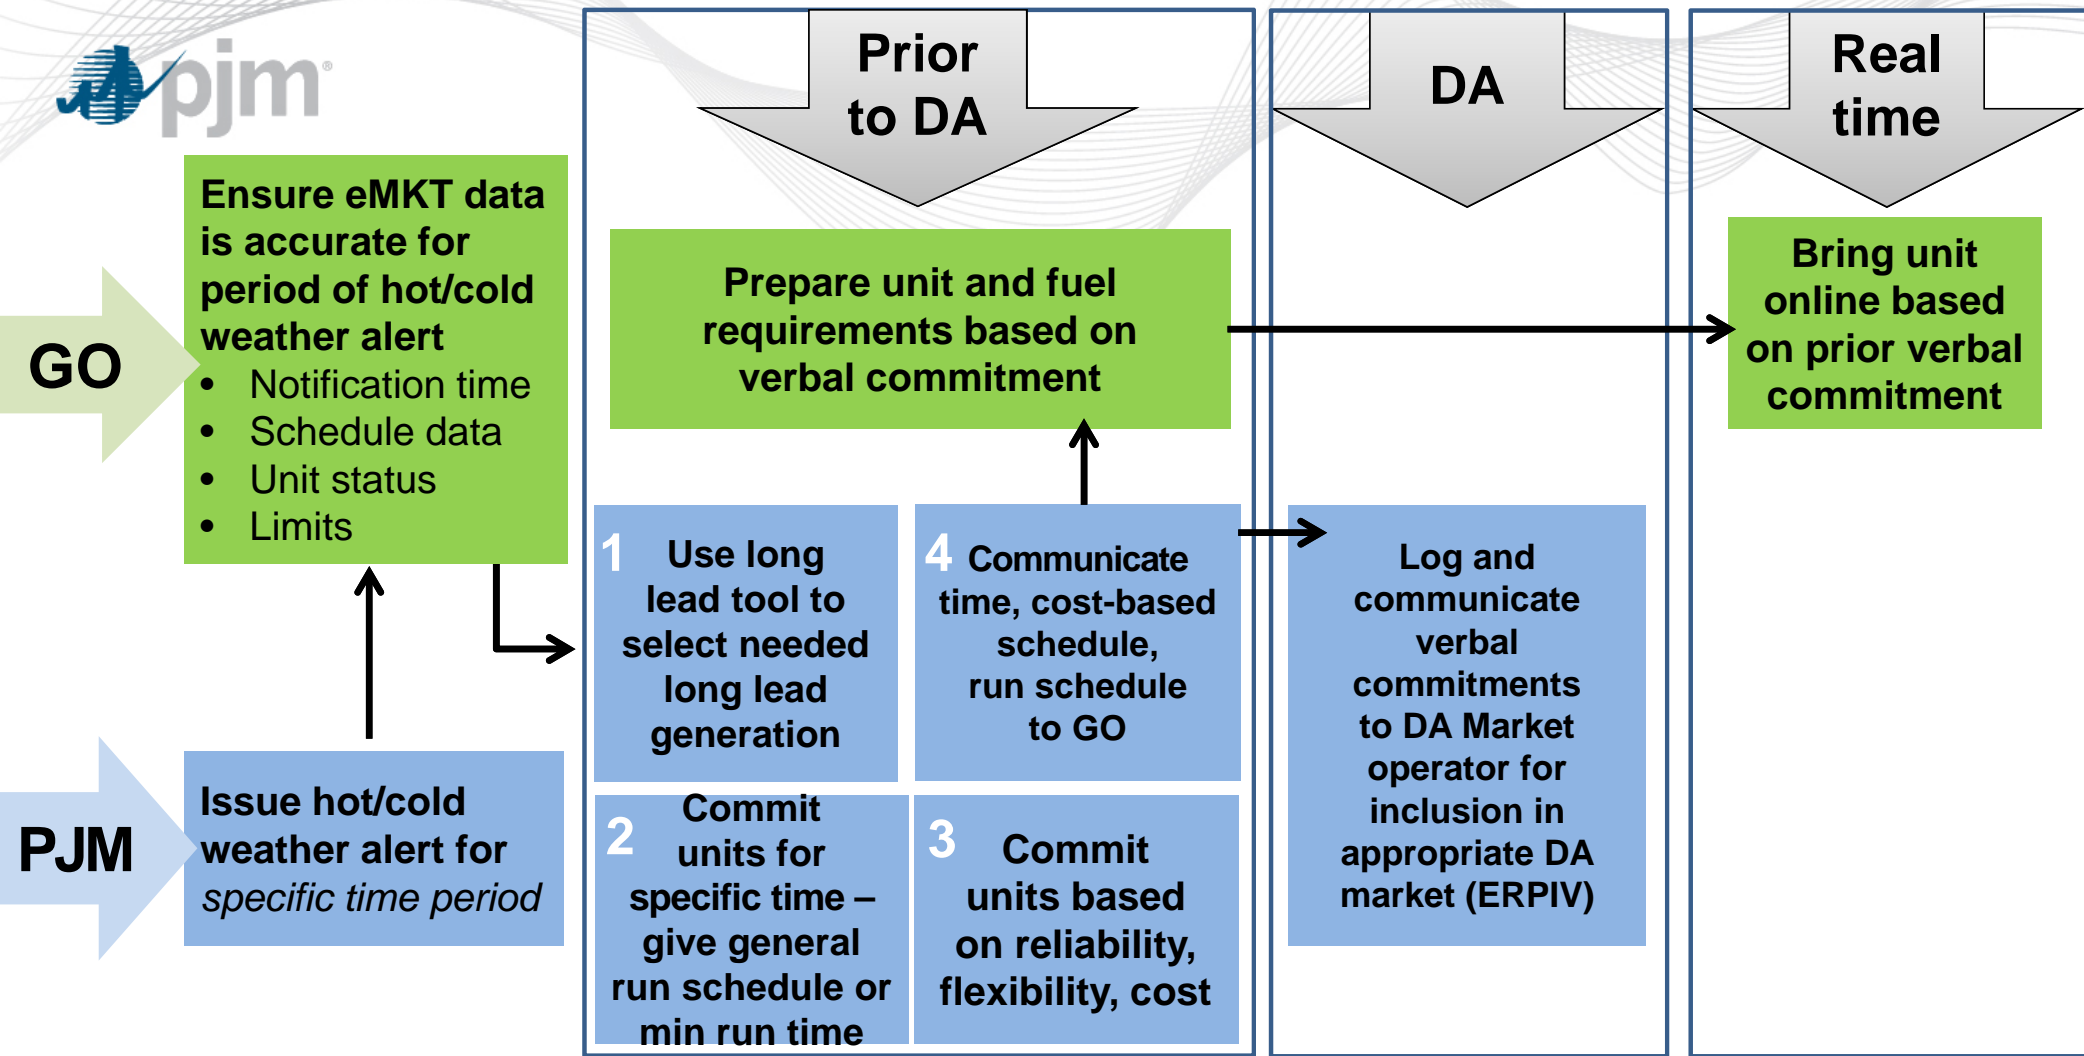 pjm
Prior
to DA
DA
Real
time
GO
Ensure eMKT data
is accurate for
period of hot/cold
weather alert
• Notification time
• Schedule data
• Unit status
• Limits
Prepare unit and fuel
requirements based on
verbal commitment
Bring unit
online based
on prior verbal
commitment
PJM
Issue hot/cold
weather alert for
specific time period
1 Use long
lead tool to
select needed
long lead
generation
2 Commit
units for
specific time –
give general
run schedule or
min run time
3 Commit
units based
on reliability,
flexibility, cost
4 Communicate
time, cost-based
schedule,
run schedule
to GO
Log and
communicate
verbal
commitments
to DA Market
operator for
inclusion in
appropriate DA
market (ERPIV)